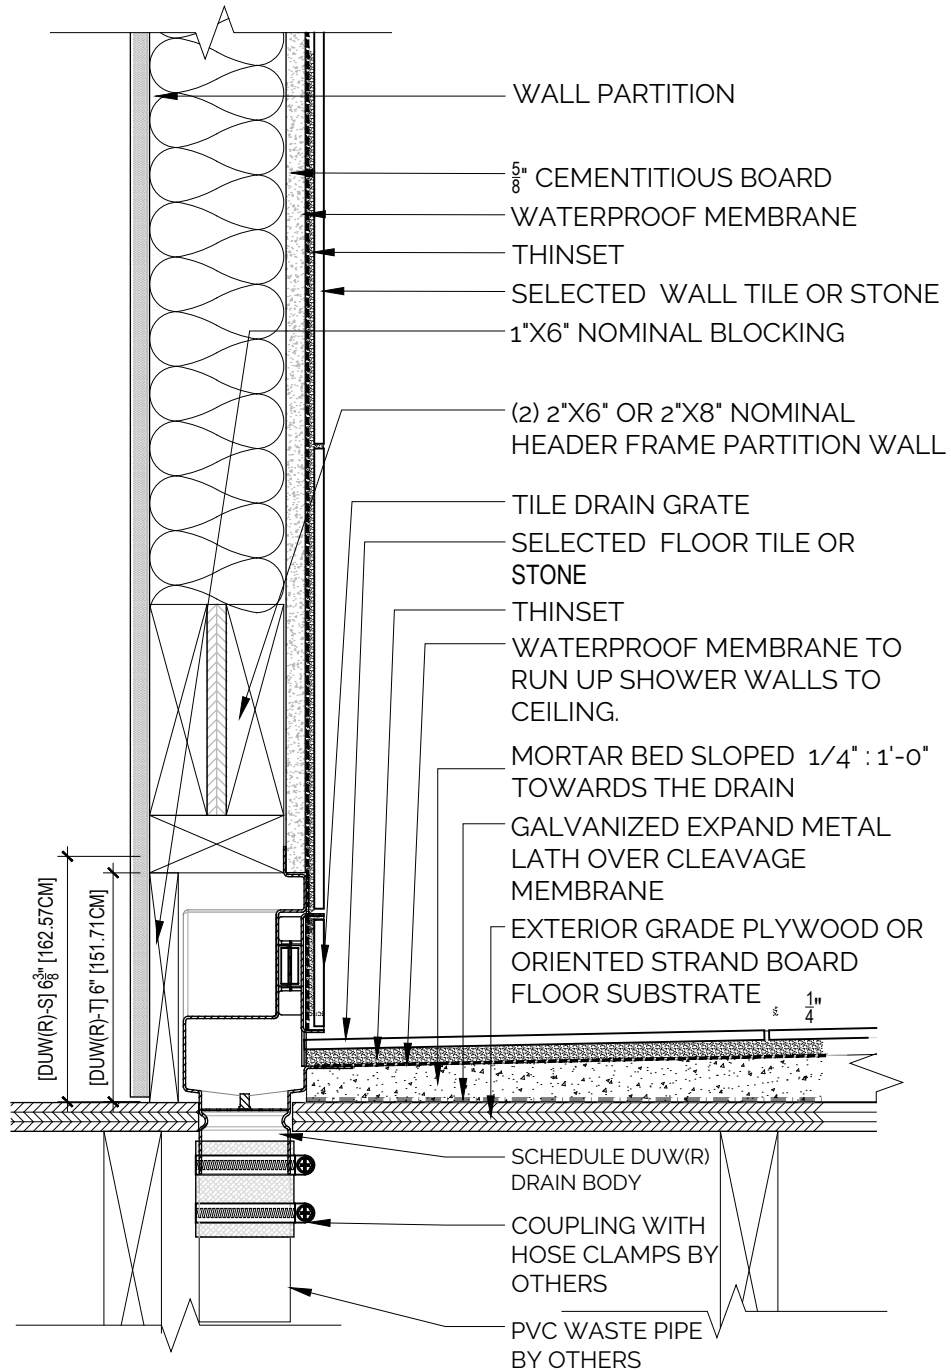 WALL PARTITION
5/8" CEMENTITIOUS BOARD
WATERPROOF MEMBRANE
THINSET
SELECTED WALL TILE OR STONE
1"X6" NOMINAL BLOCKING
(2) 2"X6" OR 2"X8" NOMINAL
HEADER FRAME PARTITION WALL
TILE DRAIN GRATE
SELECTED FLOOR TILE OR
STONE
THINSET
WATERPROOF MEMBRANE TO
RUN UP SHOWER WALLS TO
CEILING.
MORTAR BED SLOPED 1/4" : 1'-0"
TOWARDS THE DRAIN
GALVANIZED EXPAND METAL
LATH OVER CLEAVAGE
MEMBRANE
EXTERIOR GRADE PLYWOOD OR
ORIENTED STRAND BOARD
FLOOR SUBSTRATE
1/4"
[DUW(R)-S] 6 3/8" [162.57CM]
[DUW(R)-T] 6" [151.71CM]
SCHEDULE DUW(R)
DRAIN BODY
COUPLING WITH
HOSE CLAMPS BY
OTHERS
PVC WASTE PIPE
BY OTHERS